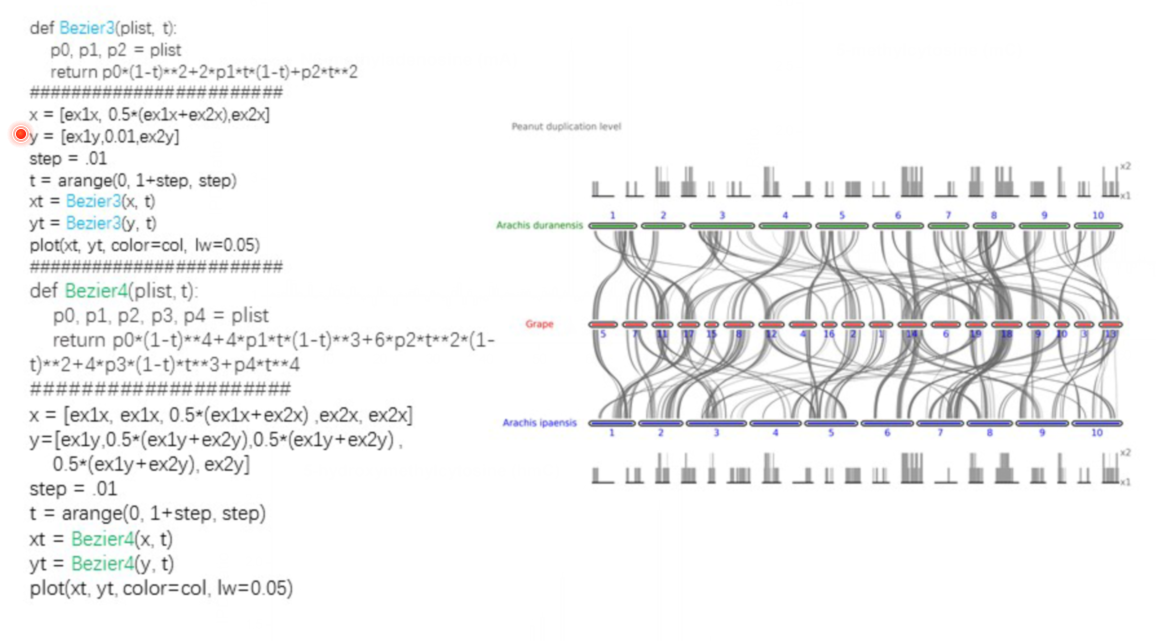 def Bezier3(plist, t):
p0, p1, p2 = plist
return p0*(1-t)**2+2*p1*t*(1-t)+p2*t**2
#######################
x = [ex1x, 0.5*(ex1x+ex2x),ex2x]
y = [ex1y,0.01,ex2y]
step = .01
t = arange(0, 1+step, step)
xt = Bezier3(x, t)
yt = Bezier3(y, t)
plot(xt, yt, color=col, lw=0.05)
#######################
def Bezier4(plist, t):
p0, p1, p2, p3, p4 = plist
return p0*(1-t)**4+4*p1*t*(1-t)**3+6*p2*t**2*(1-
t)**2+4*p3*(1-t)*t**3+p4*t**4
#####################
x = [ex1x, ex1x, 0.5*(ex1x+ex2x) ,ex2x, ex2x]
y=[ex1y,0.5*(ex1y+ex2y),0.5*(ex1y+ex2y) ,
0.5*(ex1y+ex2y), ex2y]
step = .01
t = arange(0, 1+step, step)
xt = Bezier4(x, t)
yt = Bezier4(y, t)
plot(xt, yt, color=col, lw=0.05)
Peanut duplication level
x2
x1
1 2 3 4 5 6 7 8 9 10
Arachis duranensis
Grape
5 7 11 17 15 8 12 4 16 2 1 14 6 19 18 9 10 3 13
Arachis ipaensis
1 2 3 4 5 6 7 8 9 10
x2
x1